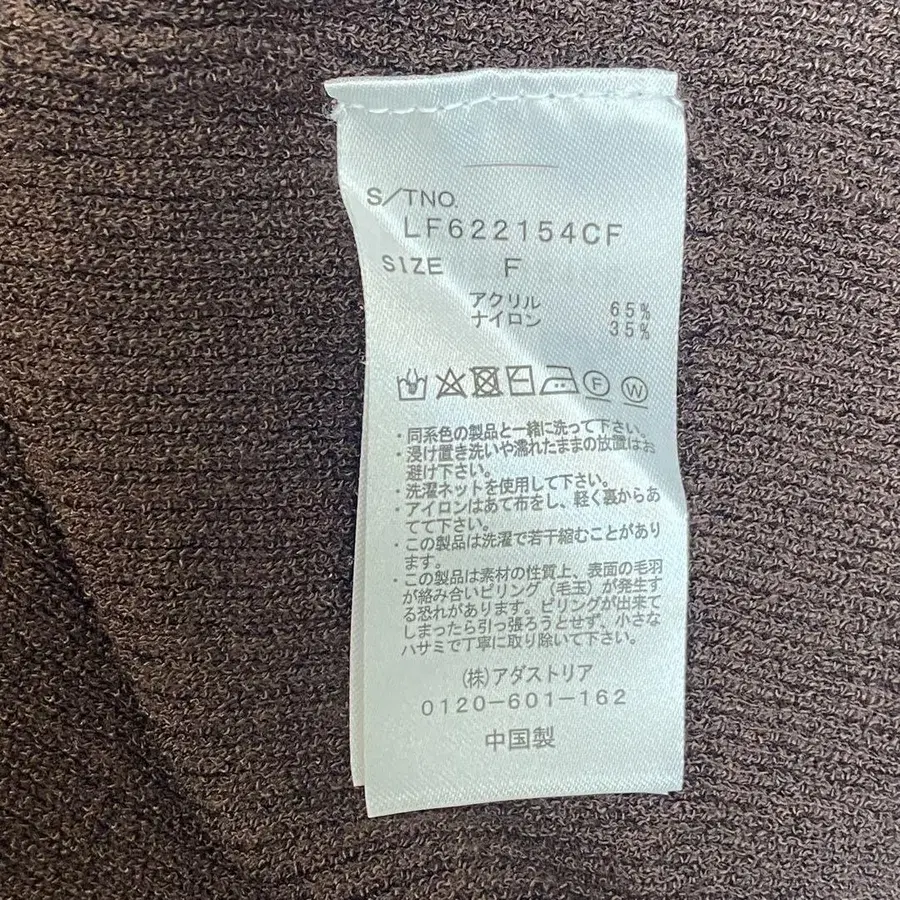 S/TNO.
LF622154CF
SIZE F
アクリル 65%
ナイロン 35%
F W
・同系色の製品と一緒に洗って下さい。
・浸け置き洗いや濡れたままの放置はお
避け下さい。
・洗濯ネットを使用して下さい。
・アイロンはあて布をし、軽く裏からあ
てて下さい。
・この製品は洗濯で若干縮むことがあり
ます。
・この製品は素材の性質上、表面の毛羽
が絡み合いピリング（毛玉）が発生す
る恐れがあります。ピリングが出来て
しまったら引っ張ろうとせず、小さな
ハサミで丁寧に取り除いて下さい。
(株)アダストリア
0120-601-162
中国製